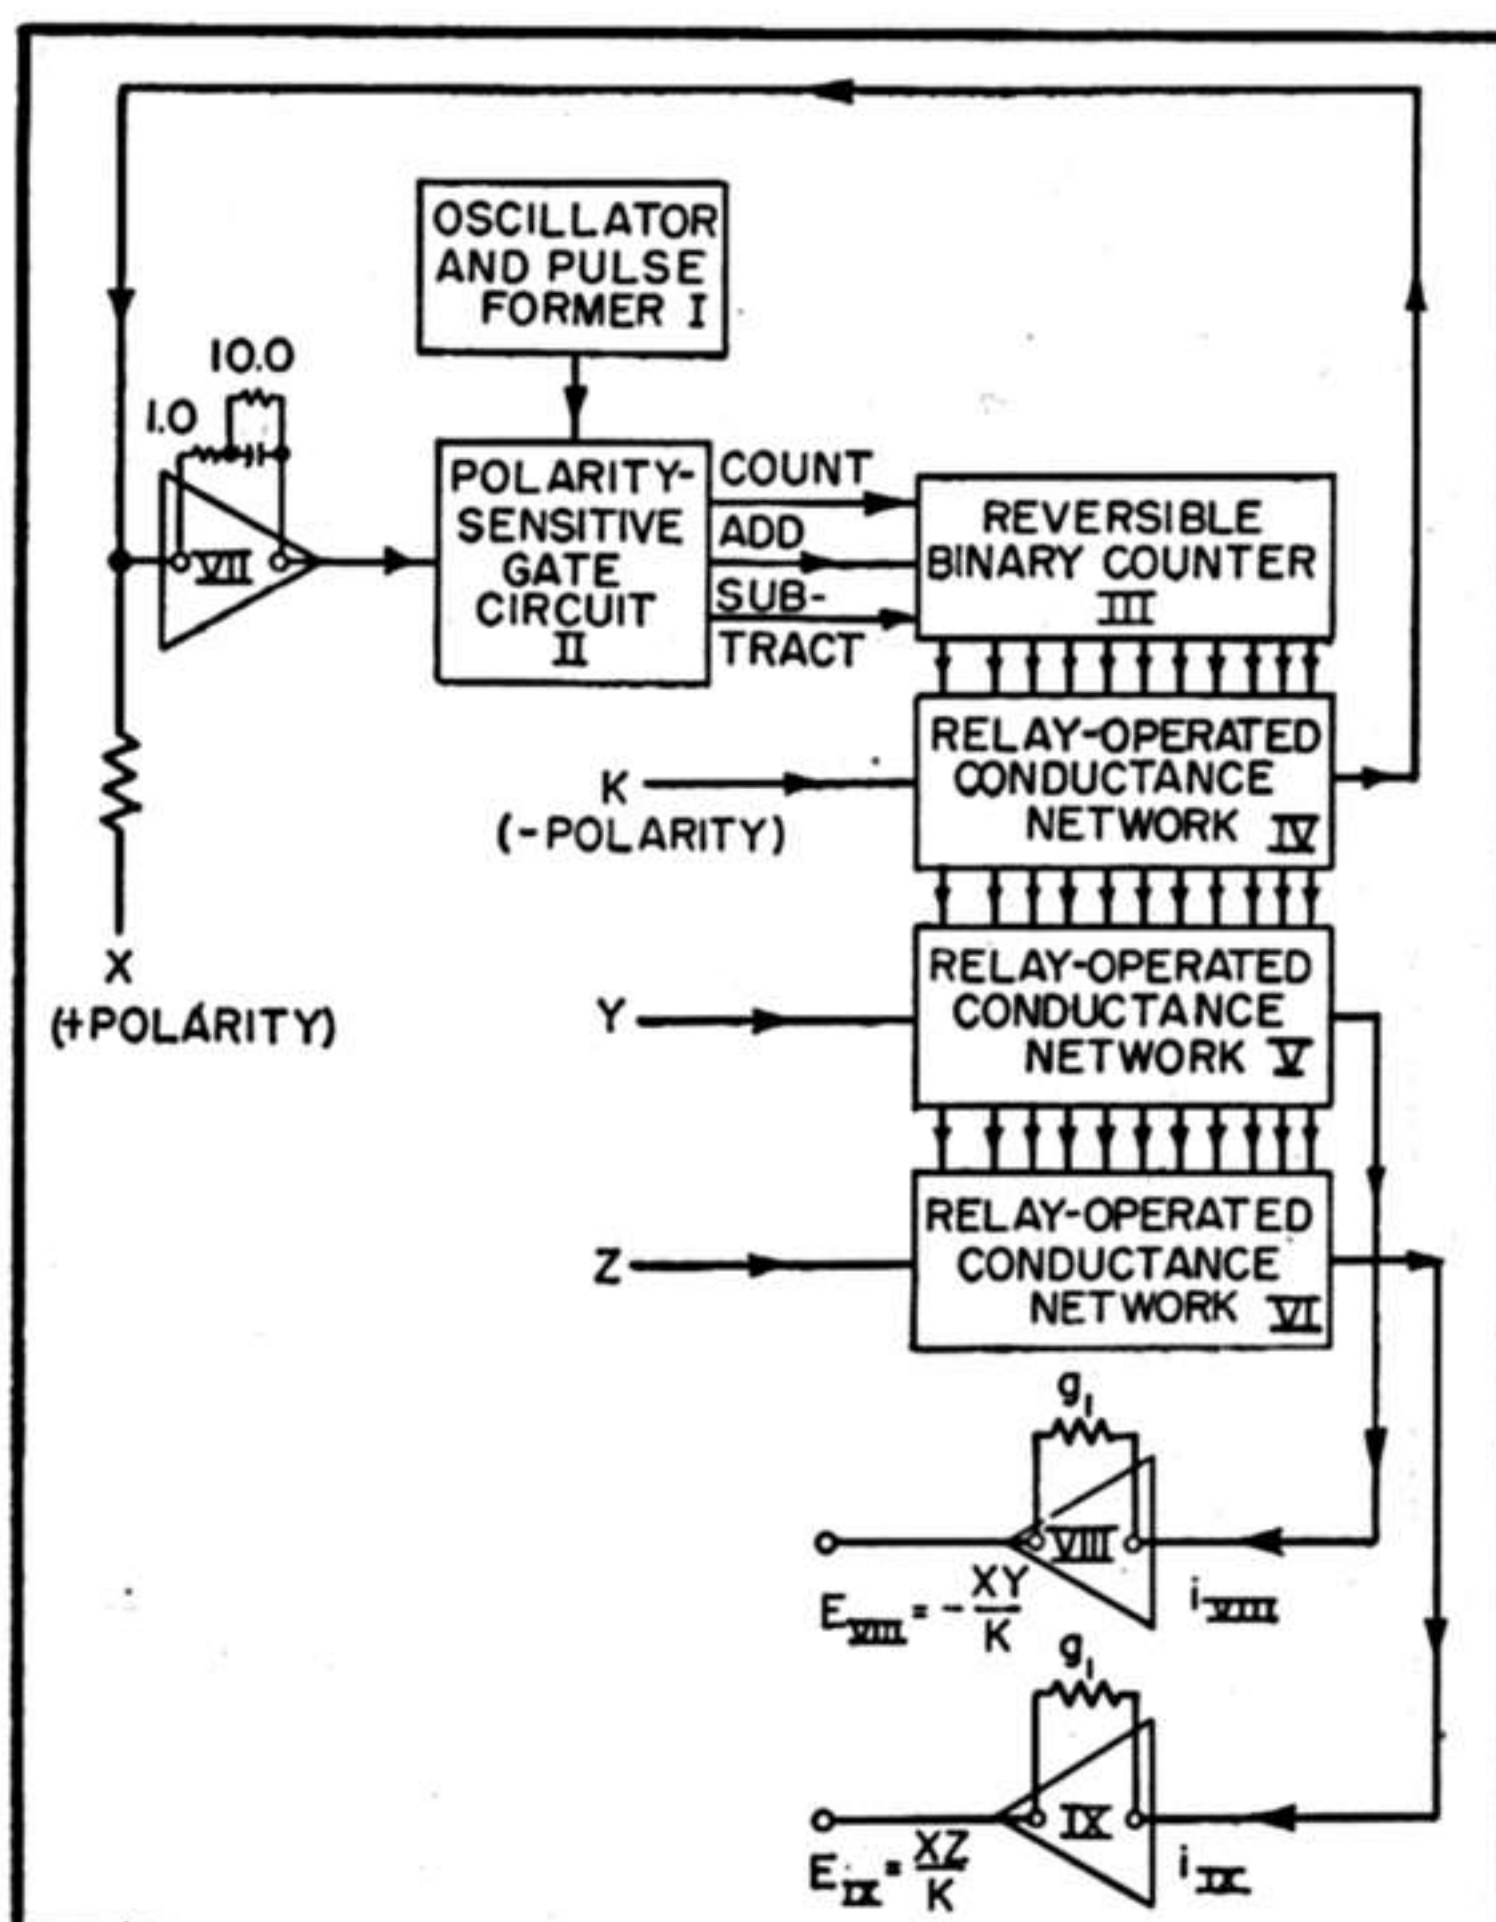 OSCILLATOR
AND PULSE
FORMER I
10.0
1.0
VII
POLARITY-
SENSITIVE
GATE
CIRCUIT
II
COUNT
ADD
SUB-
TRACT
REVERSIBLE
BINARY COUNTER
III
K
(-POLARITY)
RELAY-OPERATED
CONDUCTANCE
NETWORK IV
X
(+POLARITY)
Y
RELAY-OPERATED
CONDUCTANCE
NETWORK V
Z
RELAY-OPERATED
CONDUCTANCE
NETWORK VI
g₁
VIII
E_VIII = - XY/K
i_VIII
g₁
IX
E_IX = XZ/K
i_IX